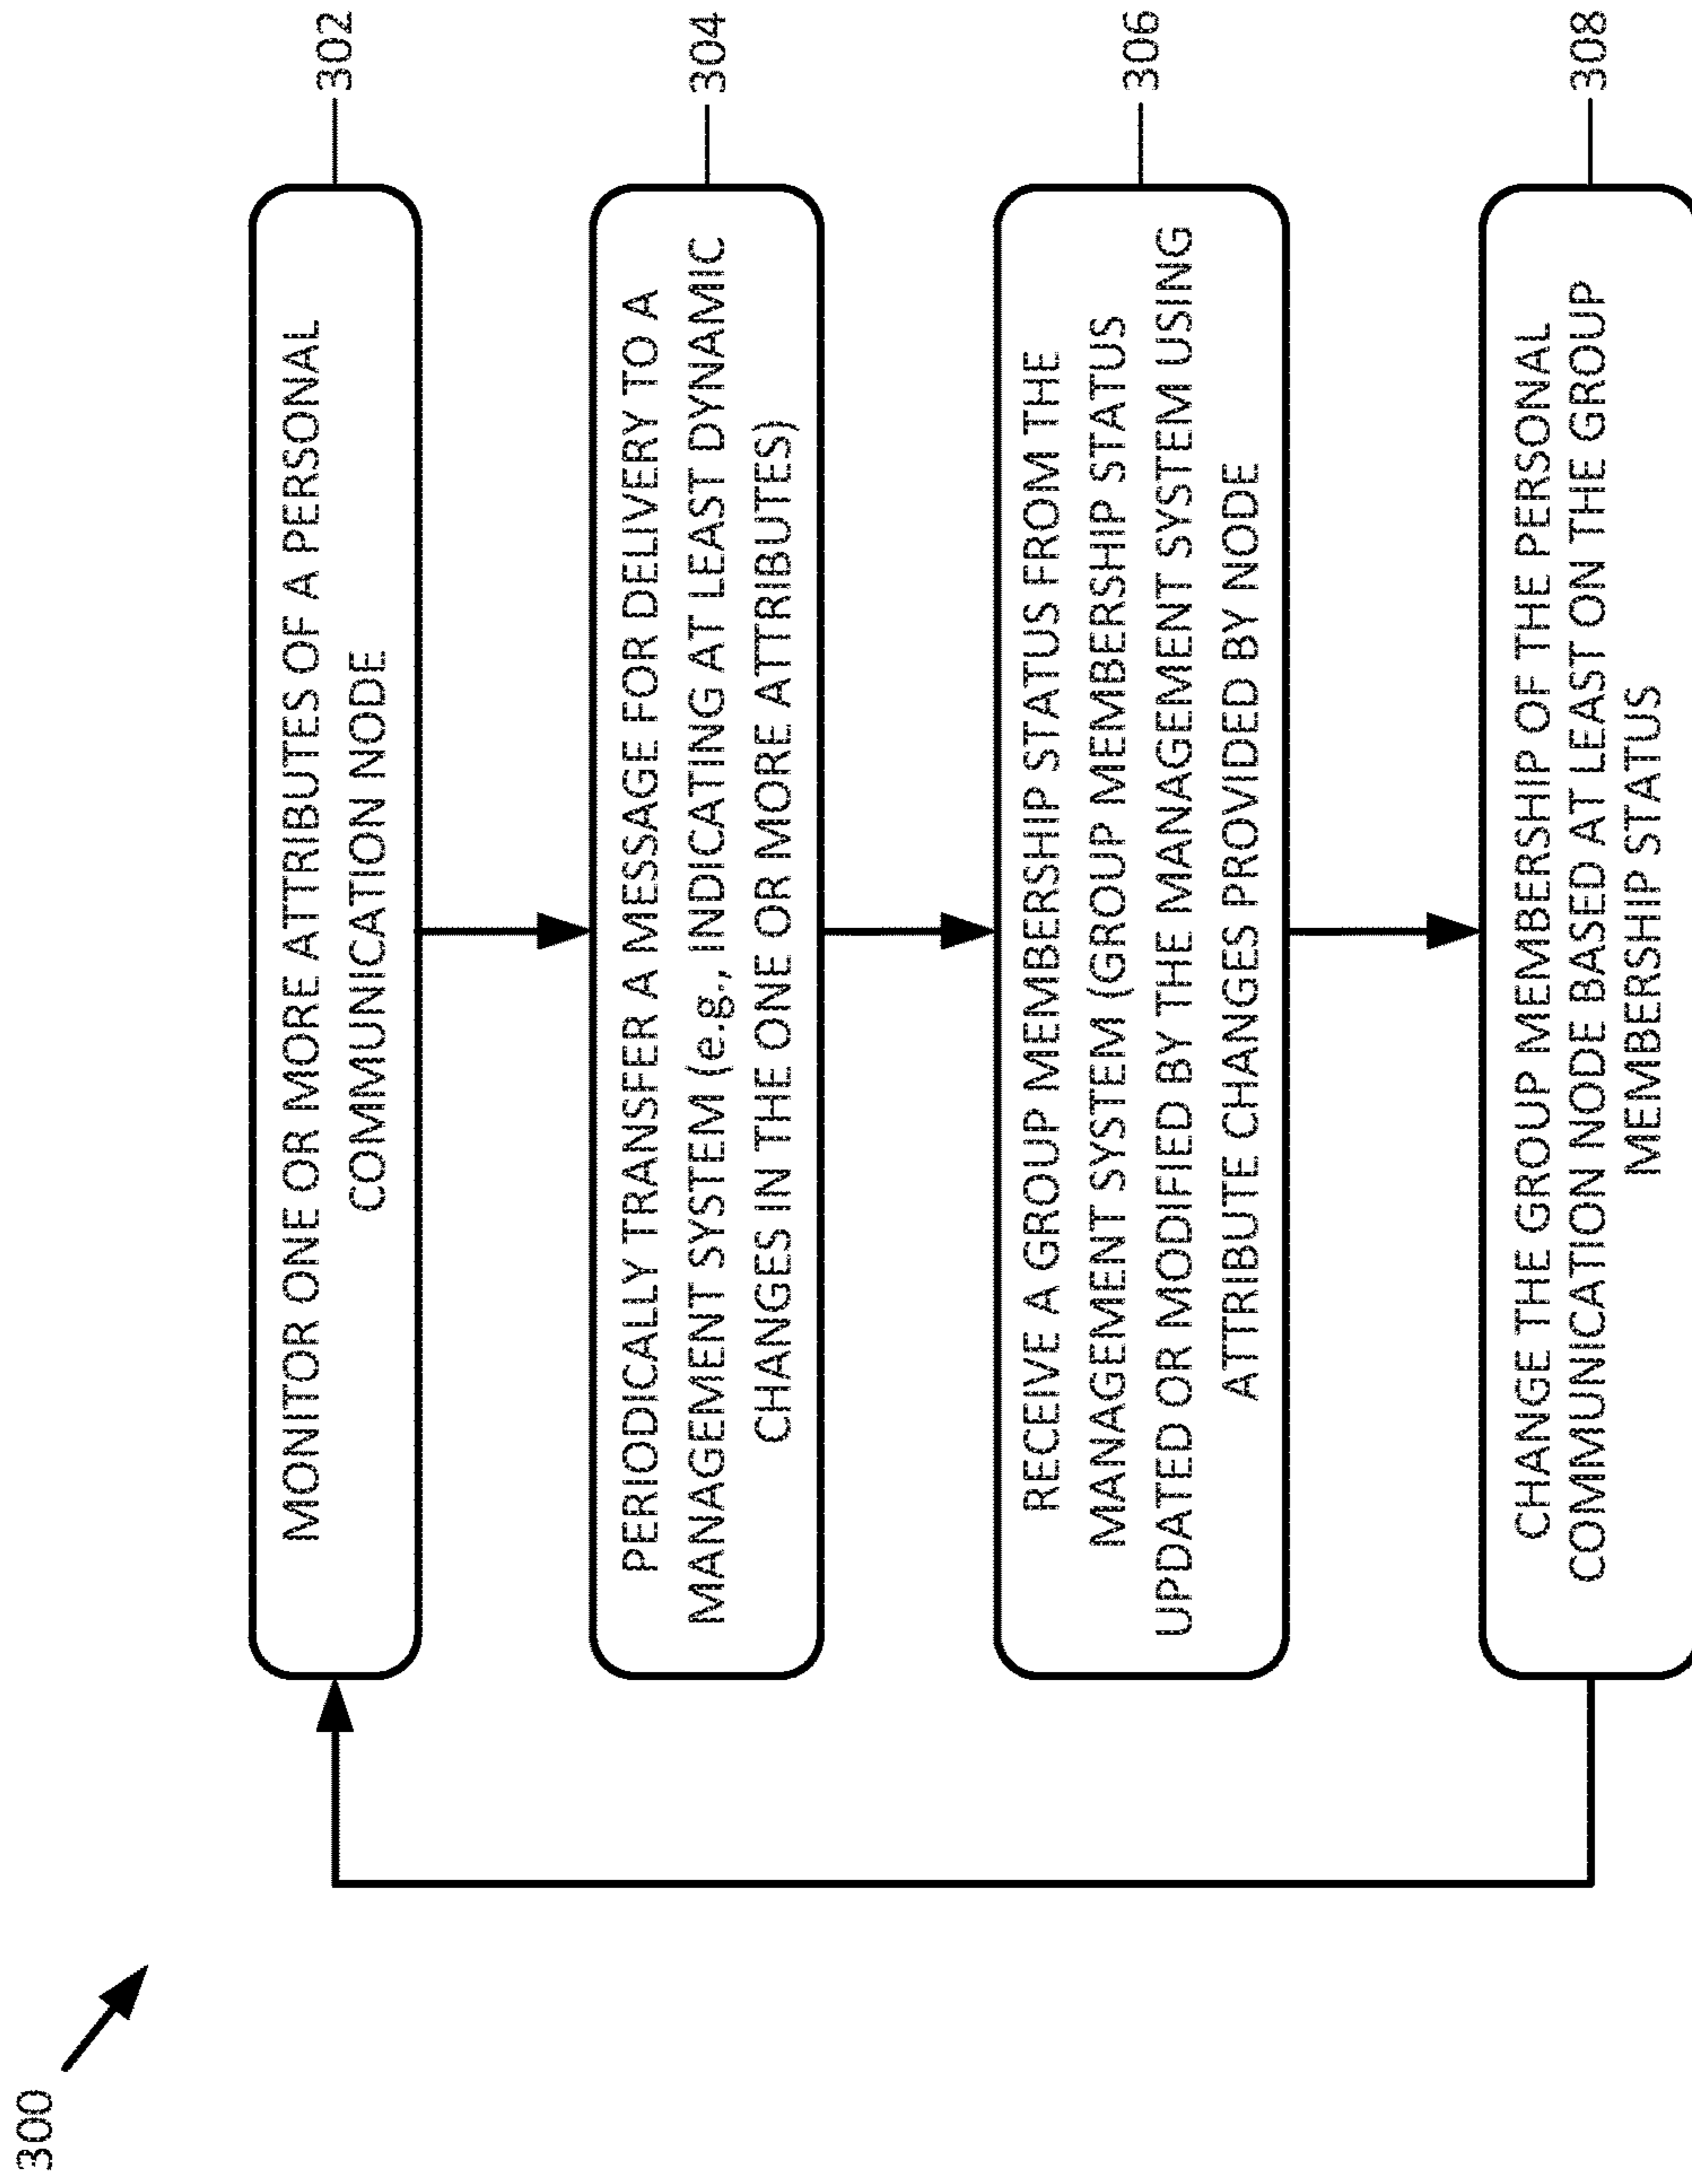 300
MONITOR ONE OR MORE ATTRIBUTES OF A PERSONAL
COMMUNICATION NODE
302
PERIODICALLY TRANSFER A MESSAGE FOR DELIVERY TO A
MANAGEMENT SYSTEM (e.g., INDICATING AT LEAST DYNAMIC
CHANGES IN THE ONE OR MORE ATTRIBUTES)
304
RECEIVE A GROUP MEMBERSHIP STATUS FROM THE
MANAGEMENT SYSTEM (GROUP MEMBERSHIP STATUS
UPDATED OR MODIFIED BY THE MANAGEMENT SYSTEM USING
ATTRIBUTE CHANGES PROVIDED BY NODE
306
CHANGE THE GROUP MEMBERSHIP OF THE PERSONAL
COMMUNICATION NODE BASED AT LEAST ON THE GROUP
MEMBERSHIP STATUS
308